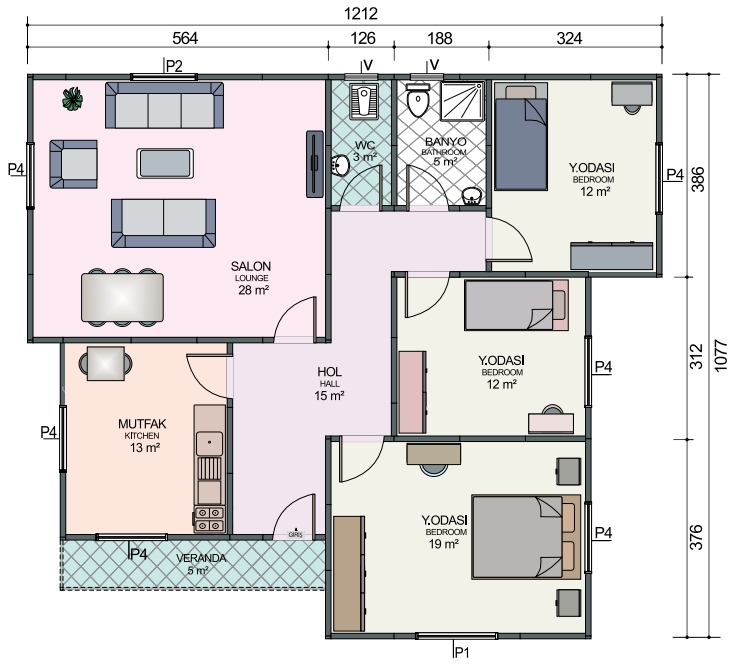 1212
564
126
188
324
P2
V
V
WC
3 m²
BANYO
BATHROOM
5 m²
Y.ODASI
BEDROOM
12 m²
P4
P4
386
SALON
LOUNGE
28 m²
HOL
HALL
15 m²
Y.ODASI
BEDROOM
12 m²
P4
312
1077
MUTFAK
KITCHEN
13 m²
P4
Y.ODASI
BEDROOM
19 m²
P4
376
GİRİŞ
P4
VERANDA
5 m²
P1